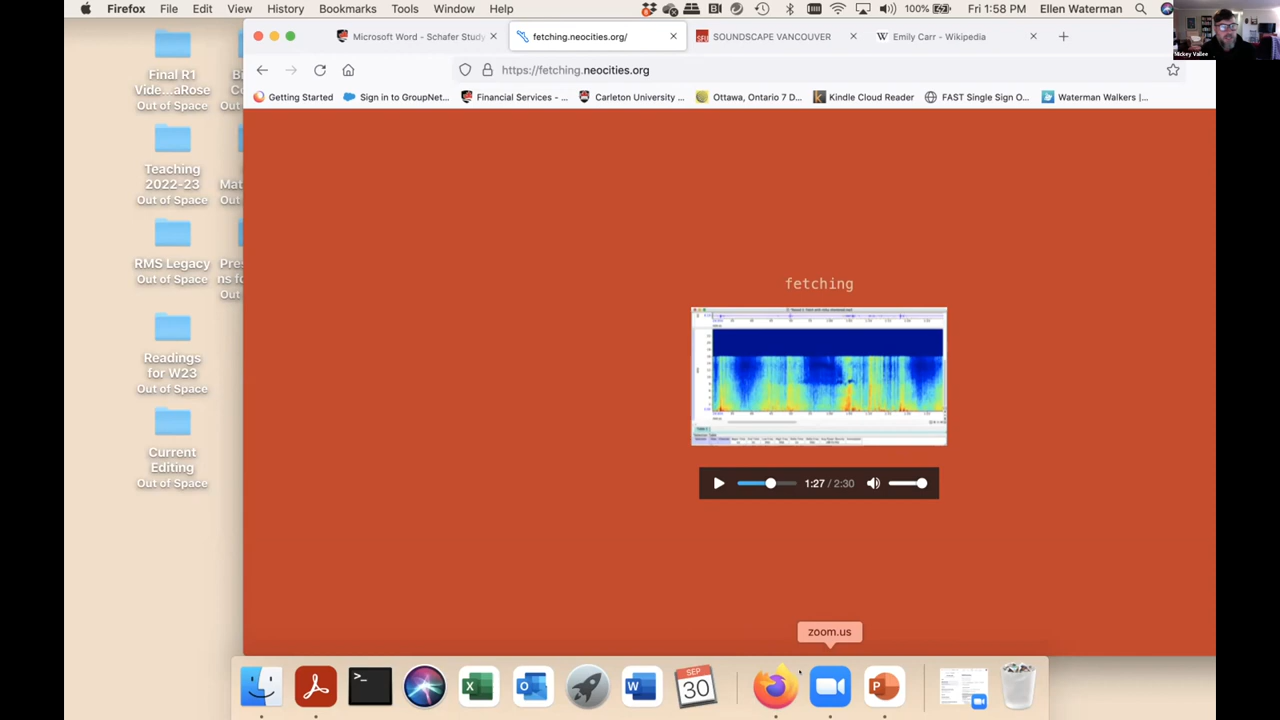 Firefox File Edit View History Bookmarks Tools Window Help 100% Fri 1:58 PM Ellen Waterman
Microsoft Word - Schafer Study
fetching.neocities.org/
SOUNDSCAPE VANCOUVER
Emily Carr - Wikipedia
https://fetching.neocities.org
Getting Started
Sign in to GroupNet...
Financial Services - ...
Carleton University ...
Ottawa, Ontario 7 D...
Kindle Cloud Reader
FAST Single Sign O...
Waterman Walkers |...
Mickey Vallee
Final R1
Vide...aRose
Out of Space
Teaching
2022-23
Out of Space
RMS Legacy
Out of Space
Readings
for W23
Out of Space
Current
Editing
Out of Space
fetching
1:27 / 2:30
zoom.us
SEP
30